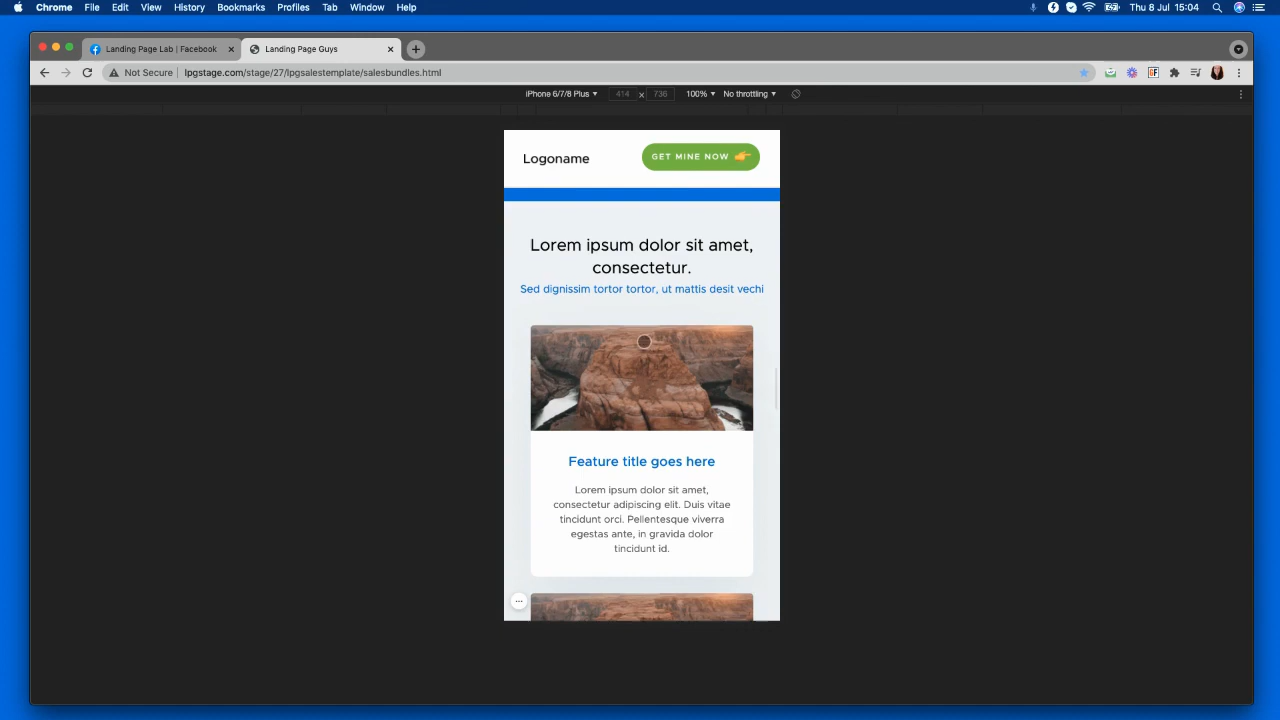 Chrome File Edit View History Bookmarks Profiles Tab Window Help Thu 8 Jul 15:04
Landing Page Lab | Facebook Landing Page Guys
Not Secure lpgstage.com/stage/27/lpgsalestemplate/salesbundles.html GF
iPhone 6/7/8 Plus 414 x 736 100% No throttling
Logoname GET MINE NOW
Lorem ipsum dolor sit amet,
consectetur.
Sed dignissim tortor tortor, ut mattis desit vechi
Feature title goes here
Lorem ipsum dolor sit amet,
consectetur adipiscing elit. Duis vitae
tincidunt orci. Pellentesque viverra
egestas ante, in gravida dolor
tincidunt id.